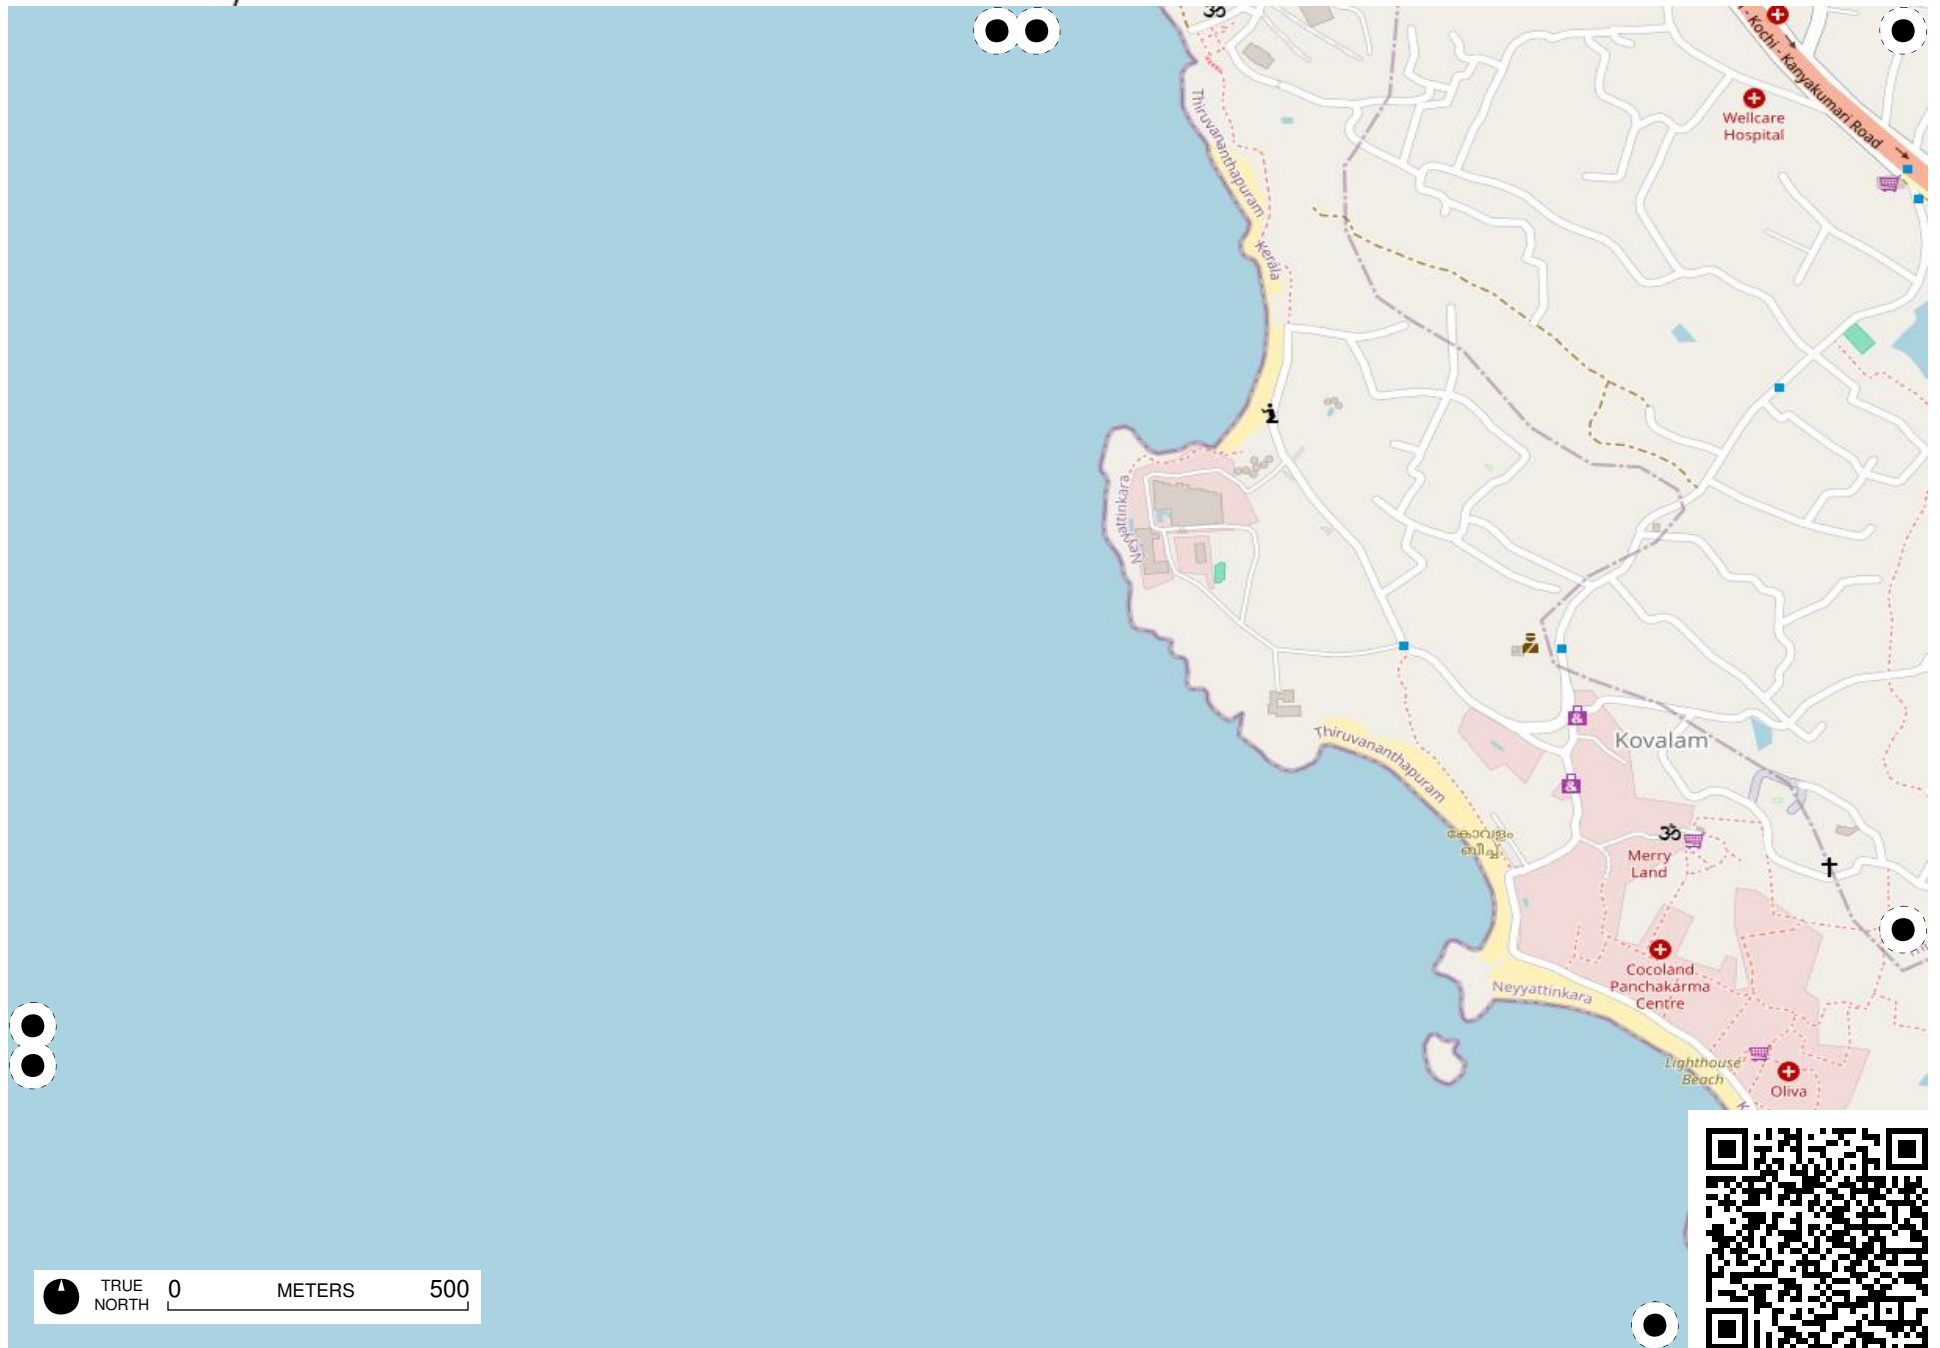 ॐ
- Kochi - Kanyakumari Road
Wellcare
Hospital
Thiruvananthapuram
Kerala
Neyyattinkara
Neyyattinkara
Thiruvananthapuram
Kovalam
കോവളം
ബീച്ച്
ॐ
Merry
Land
Cocoland
Panchakarma
Centre
Neyyattinkara
Lighthouse
Beach
Oliva
TRUE
NORTH
0 METERS 500